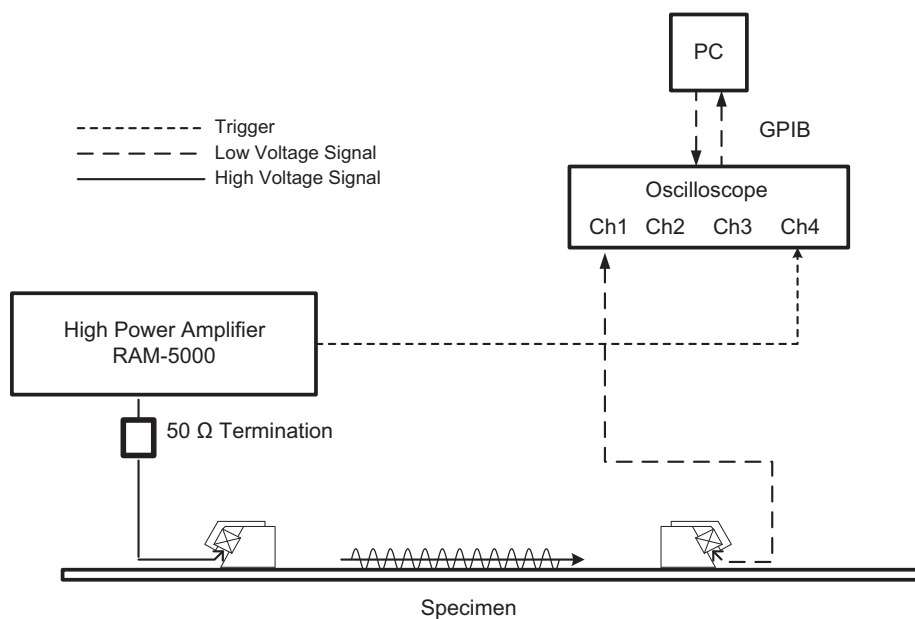 PC
GPIB
Trigger
Low Voltage Signal
High Voltage Signal
Oscilloscope
Ch1 Ch2 Ch3 Ch4
High Power Amplifier
RAM-5000
50 Ω Termination
Specimen